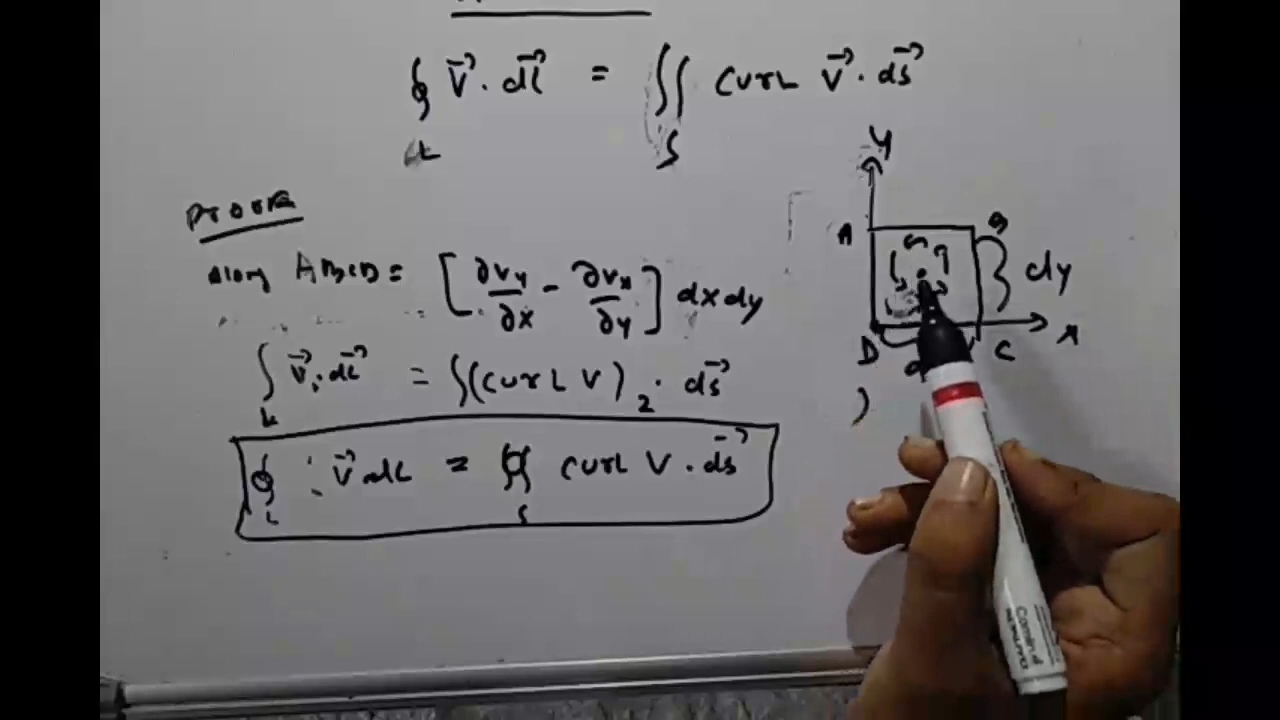 ∮ V⃗ . dl⃗ = ∬ CurL V⃗ . ds⃗
L S
Proof
Along ABCD = [∂Vy/∂x - ∂Vx/∂y] dx dy
∫ V⃗ . dl⃗ = ∫(curL V)z . ds⃗
L
∮ V⃗ dL = ∯ CurL V . ds⃗
L S
y
A B
dy
D C x